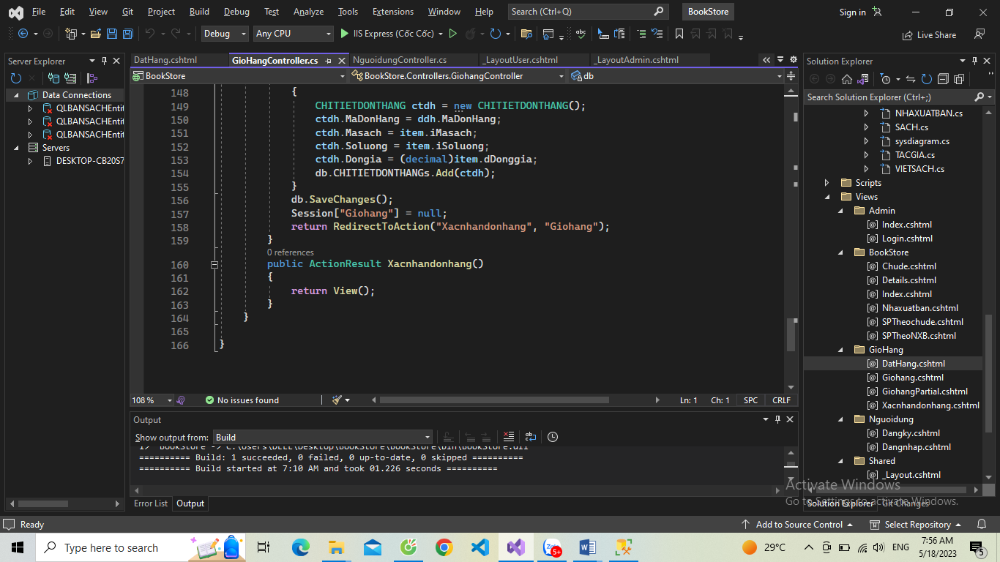 File Edit View Git Project Build Debug Test Analyze Tools Extensions Window Help Search (Ctrl+Q) BookStore Sign in
Debug Any CPU IIS Express (Cốc Cốc) Live Share
Server Explorer
Data Connections
QLBANSACHEntit
QLBANSACHEntit
QLBANSACHEntit
Servers
DESKTOP-CB20S7
DatHang.cshtml GioHangController.cs NguoidungController.cs _LayoutUser.cshtml _LayoutAdmin.cshtml
BookStore BookStore.Controllers.GiohangController db
148 {
149 CHITIETDONTHANG ctdh = new CHITIETDONTHANG();
150 ctdh.MaDonHang = ddh.MaDonHang;
151 ctdh.Masach = item.iMasach;
152 ctdh.Soluong = item.iSoluong;
153 ctdh.Dongia = (decimal)item.dDonggia;
154 db.CHITIETDONTHANGs.Add(ctdh);
155 }
156 db.SaveChanges();
157 Session["Giohang"] = null;
158 return RedirectToAction("Xacnhandonhang", "Giohang");
159 }
0 references
160 public ActionResult Xacnhandonhang()
161 {
162 return View();
163 }
164 }
165
166 }
108 % No issues found Ln: 1 Ch: 1 SPC CRLF
Output
Show output from: Build
1> BookStore -> C:\Users\DELL\Desktop\BookStore\BookStore\bin\BookStore.dll
========== Build: 1 succeeded, 0 failed, 0 up-to-date, 0 skipped ==========
========== Build started at 7:10 AM and took 01.226 seconds ==========
Error List Output
Solution Explorer
Search Solution Explorer (Ctrl+;)
NHAXUATBAN.cs
SACH.cs
sysdiagram.cs
TACGIA.cs
VIETSACH.cs
Scripts
Views
Admin
Index.cshtml
Login.cshtml
BookStore
Chude.cshtml
Details.cshtml
Index.cshtml
Nhaxuatban.cshtml
SPTheochude.cshtml
SPTheoNXB.cshtml
GioHang
DatHang.cshtml
Giohang.cshtml
GiohangPartial.cshtml
Xacnhandonhang.cshtml
Nguoidung
Dangky.cshtml
Dangnhap.cshtml
Shared
_Layout.cshtml
Activate Windows
Go to Settings to activate Windows.
Solution Explorer Git Changes
Ready Add to Source Control Select Repository
Type here to search 5+ 29°C ENG 7:56 AM
5/18/2023 5